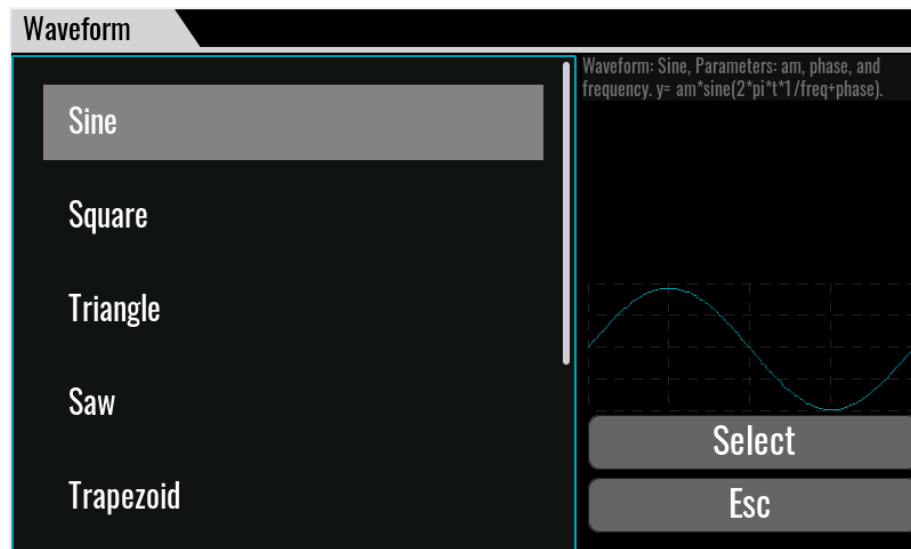 Waveform
Waveform: Sine, Parameters: am, phase, and
frequency. y= am*sine(2*pi*t*1/freq+phase).
Sine
Square
Triangle
Saw
Trapezoid
Select
Esc